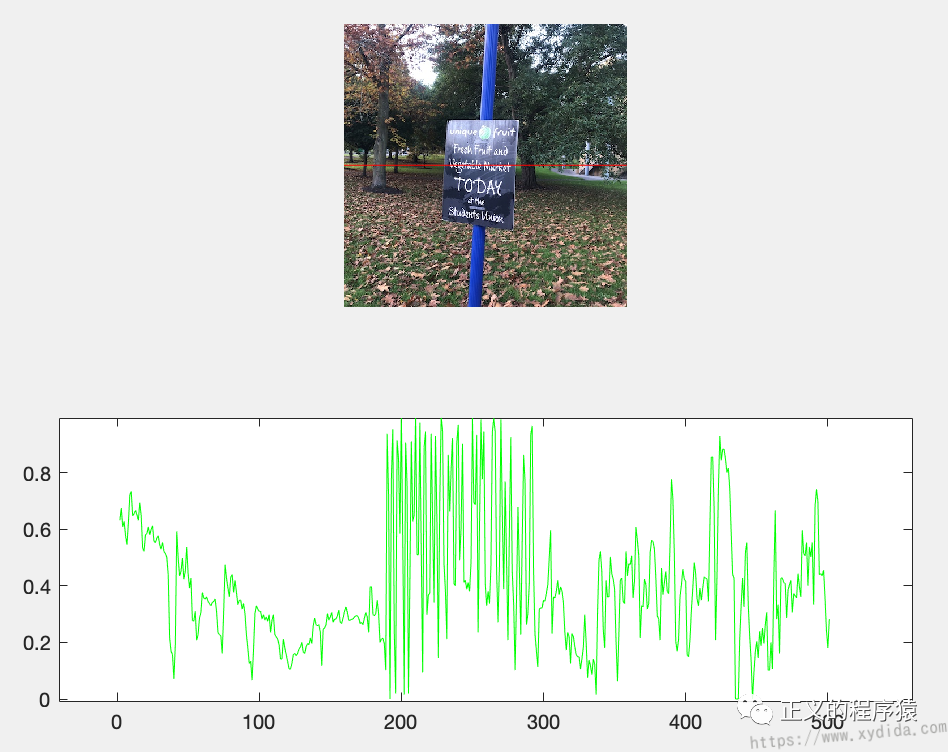 unique fruit
Fresh Fruit and
Vegetable Market
TODAY
at the
Students Union
0.8
0.6
0.4
0.2
0
0 100 200 300 400 500
正义的程序猿
https://www.xydida.com